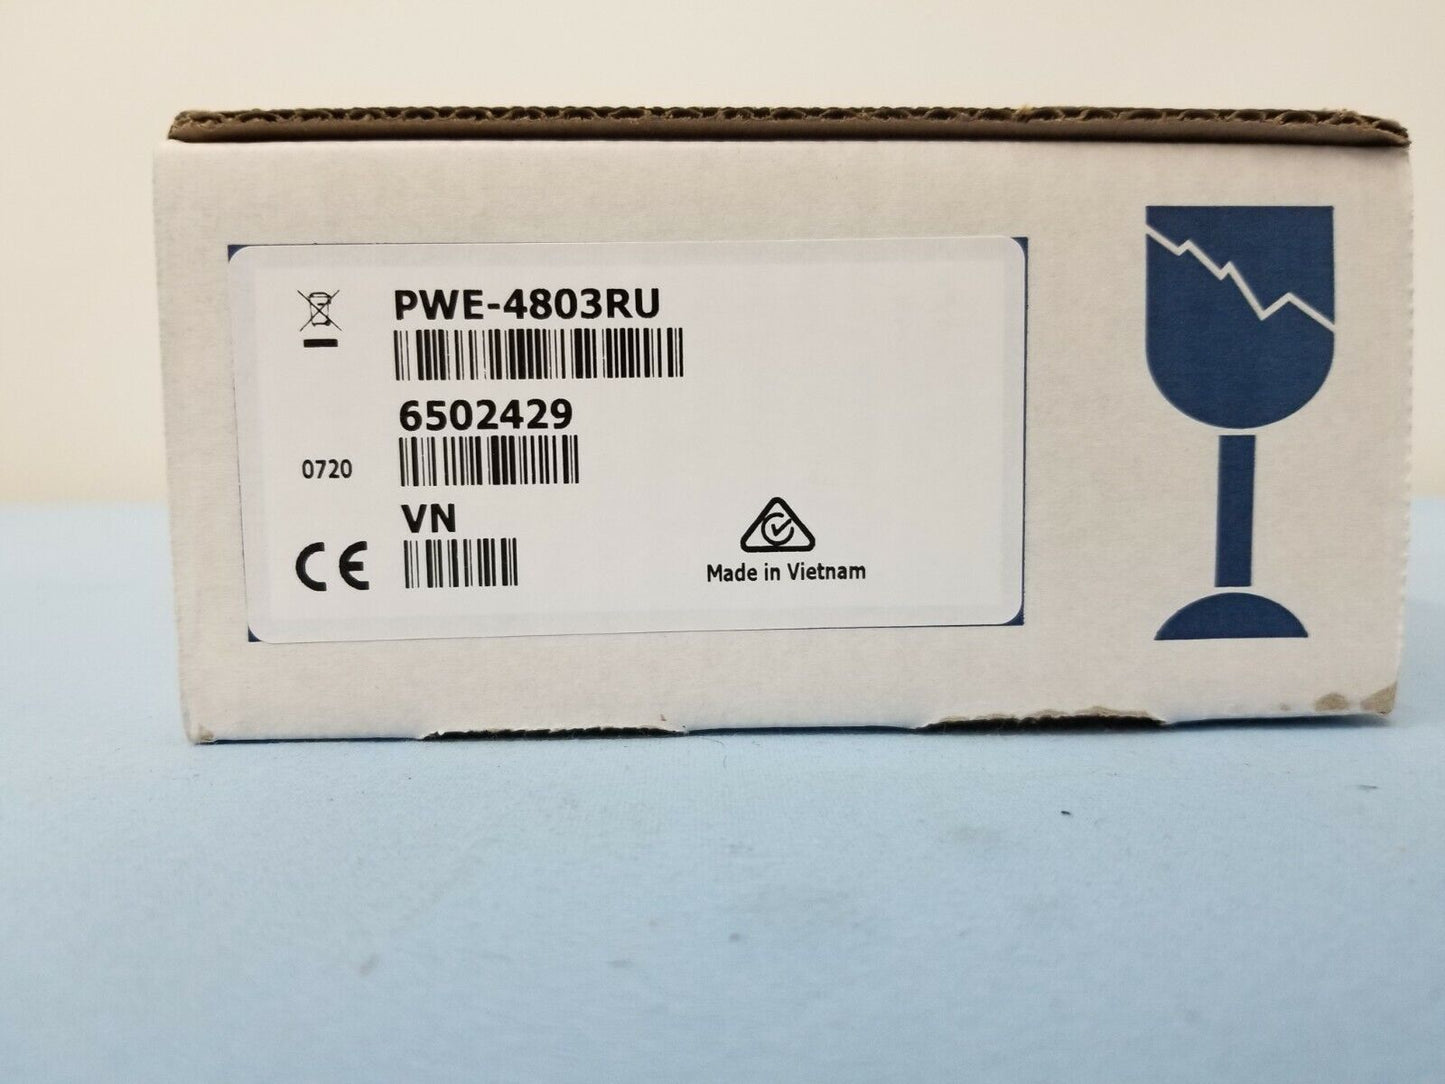 PWE-4803RU
6502429
0720
VN
CE
Made in Vietnam